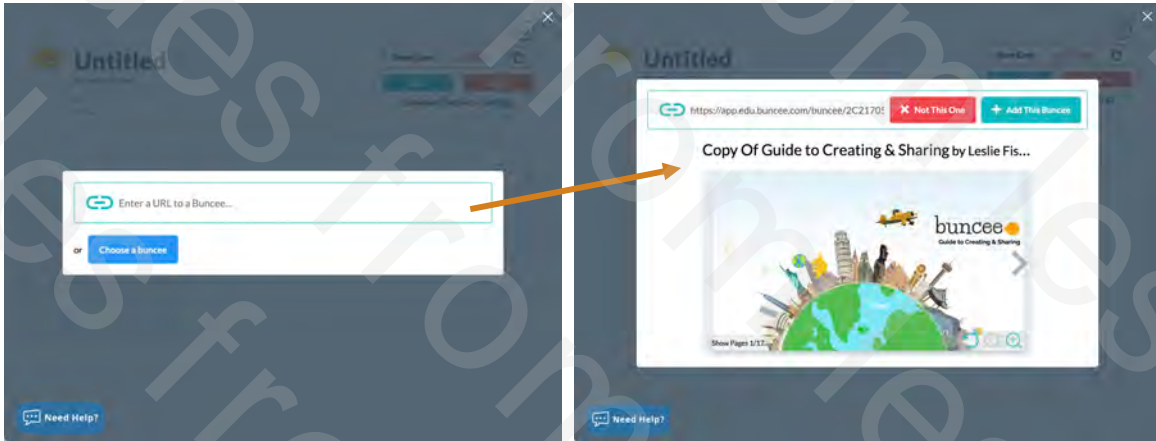 Untitled
Enter a URL to a Buncee...
or
Choose a buncee
Need Help?
Untitled
https://app.edu.buncee.com/buncee/2C21705
Not This One
Add This Buncee
Copy Of Guide to Creating & Sharing by Leslie Fis...
buncee
Guide to Creating & Sharing
Show Pages 1/17
Need Help?